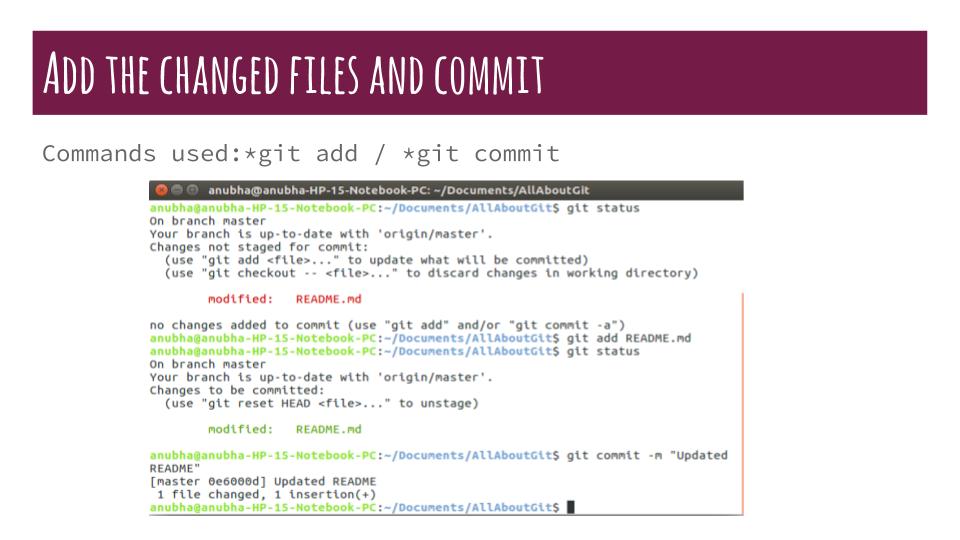 Add the changed files and commit
Commands used:*git add / *git commit
anubha@anubha-HP-15-Notebook-PC: ~/Documents/AllAboutGit
anubha@anubha-HP-15-Notebook-PC:~/Documents/AllAboutGit$ git status
On branch master
Your branch is up-to-date with 'origin/master'.
Changes not staged for commit:
  (use "git add <file>..." to update what will be committed)
  (use "git checkout -- <file>..." to discard changes in working directory)
        modified:   README.md
no changes added to commit (use "git add" and/or "git commit -a")
anubha@anubha-HP-15-Notebook-PC:~/Documents/AllAboutGit$ git add README.md
anubha@anubha-HP-15-Notebook-PC:~/Documents/AllAboutGit$ git status
On branch master
Your branch is up-to-date with 'origin/master'.
Changes to be committed:
  (use "git reset HEAD <file>..." to unstage)
        modified:   README.md
anubha@anubha-HP-15-Notebook-PC:~/Documents/AllAboutGit$ git commit -m "Updated
README"
[master 0e6000d] Updated README
 1 file changed, 1 insertion(+)
anubha@anubha-HP-15-Notebook-PC:~/Documents/AllAboutGit$